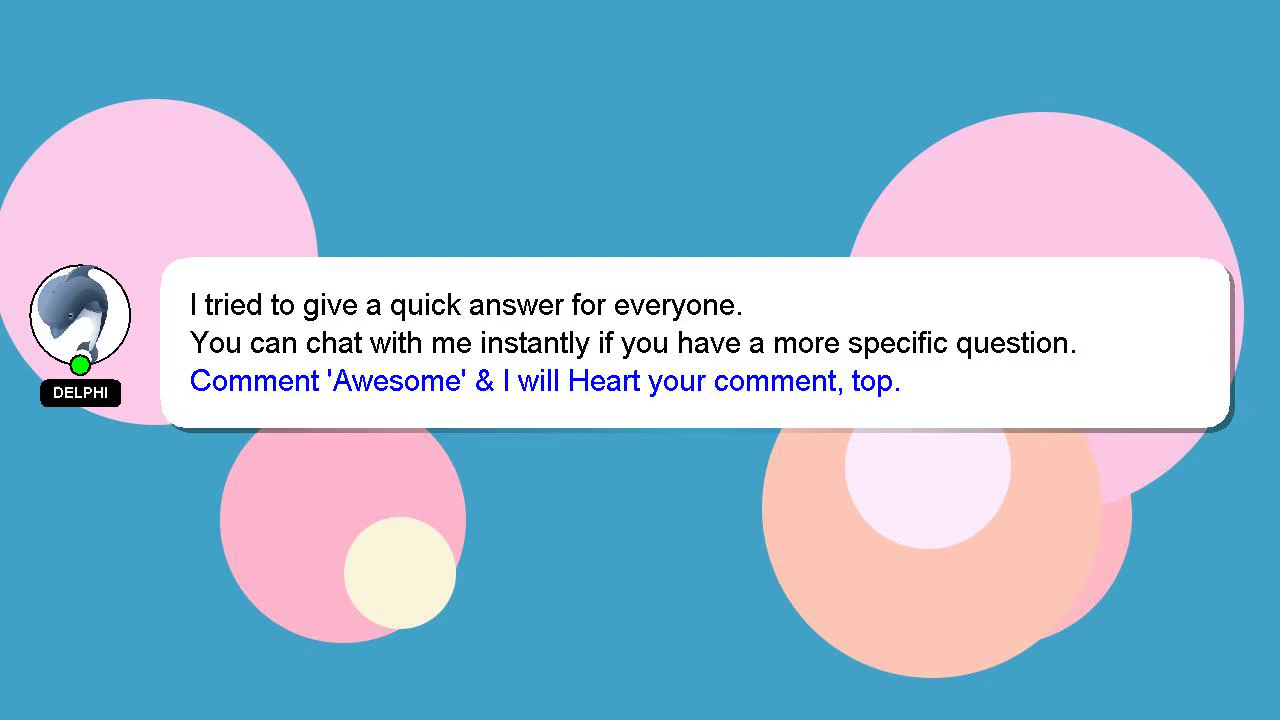 I tried to give a quick answer for everyone.
You can chat with me instantly if you have a more specific question.
Comment 'Awesome' & I will Heart your comment, top.
DELPHI